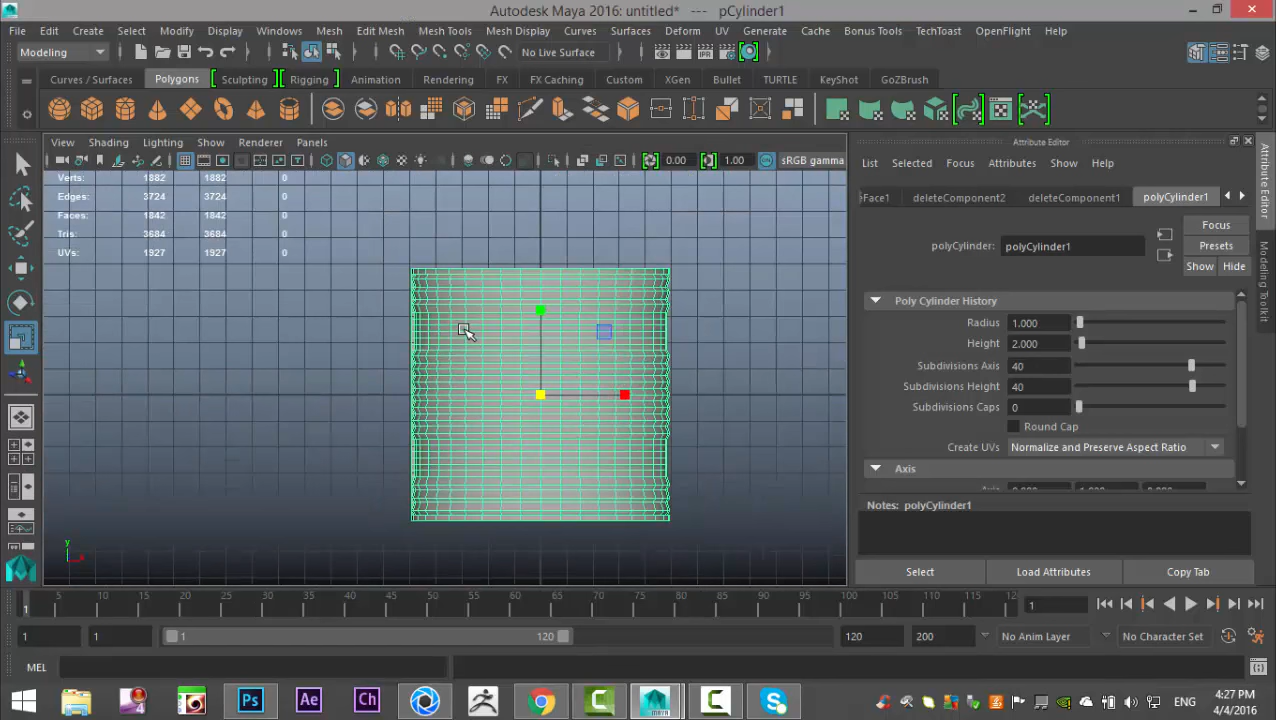 Autodesk Maya 2016: untitled* --- pCylinder1
File Edit Create Select Modify Display Windows Mesh Edit Mesh Mesh Tools Mesh Display Curves Surfaces Deform UV Generate Cache Bonus Tools TechToast OpenFlight Help
Modeling No Live Surface
Curves / Surfaces Polygons Sculpting Rigging Animation Rendering FX FX Caching Custom XGen Bullet TURTLE KeyShot GoZBrush
View Shading Lighting Show Renderer Panels
0.00 1.00 sRGB gamma
Verts: 1882 1882 0
Edges: 3724 3724 0
Faces: 1842 1842 0
Tris: 3684 3684 0
UVs: 1927 1927 0
y
x
Attribute Editor
List Selected Focus Attributes Show Help
Face1 deleteComponent2 deleteComponent1 polyCylinder1
polyCylinder: polyCylinder1
Focus
Presets
Show Hide
Poly Cylinder History
Radius 1.000
Height 2.000
Subdivisions Axis 40
Subdivisions Height 40
Subdivisions Caps 0
Round Cap
Create UVs Normalize and Preserve Aspect Ratio
Axis
Notes: polyCylinder1
Select Load Attributes Copy Tab
Attribute Editor
Modeling Toolkit
5 10 15 20 25 30 35 40 45 50 55 60 65 70 75 80 85 90 95 100 105 110 115 12
1 1
1 1 1 120 120 200 No Anim Layer No Character Set
MEL
Ps Ae Ch
MAYA
ENG
4:27 PM
4/4/2016